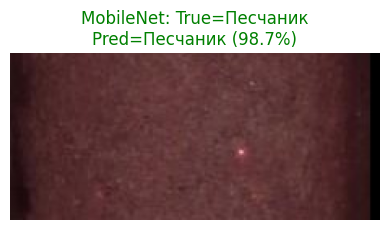 MobileNet: True=Песчаник
Pred=Песчаник (98.7%)